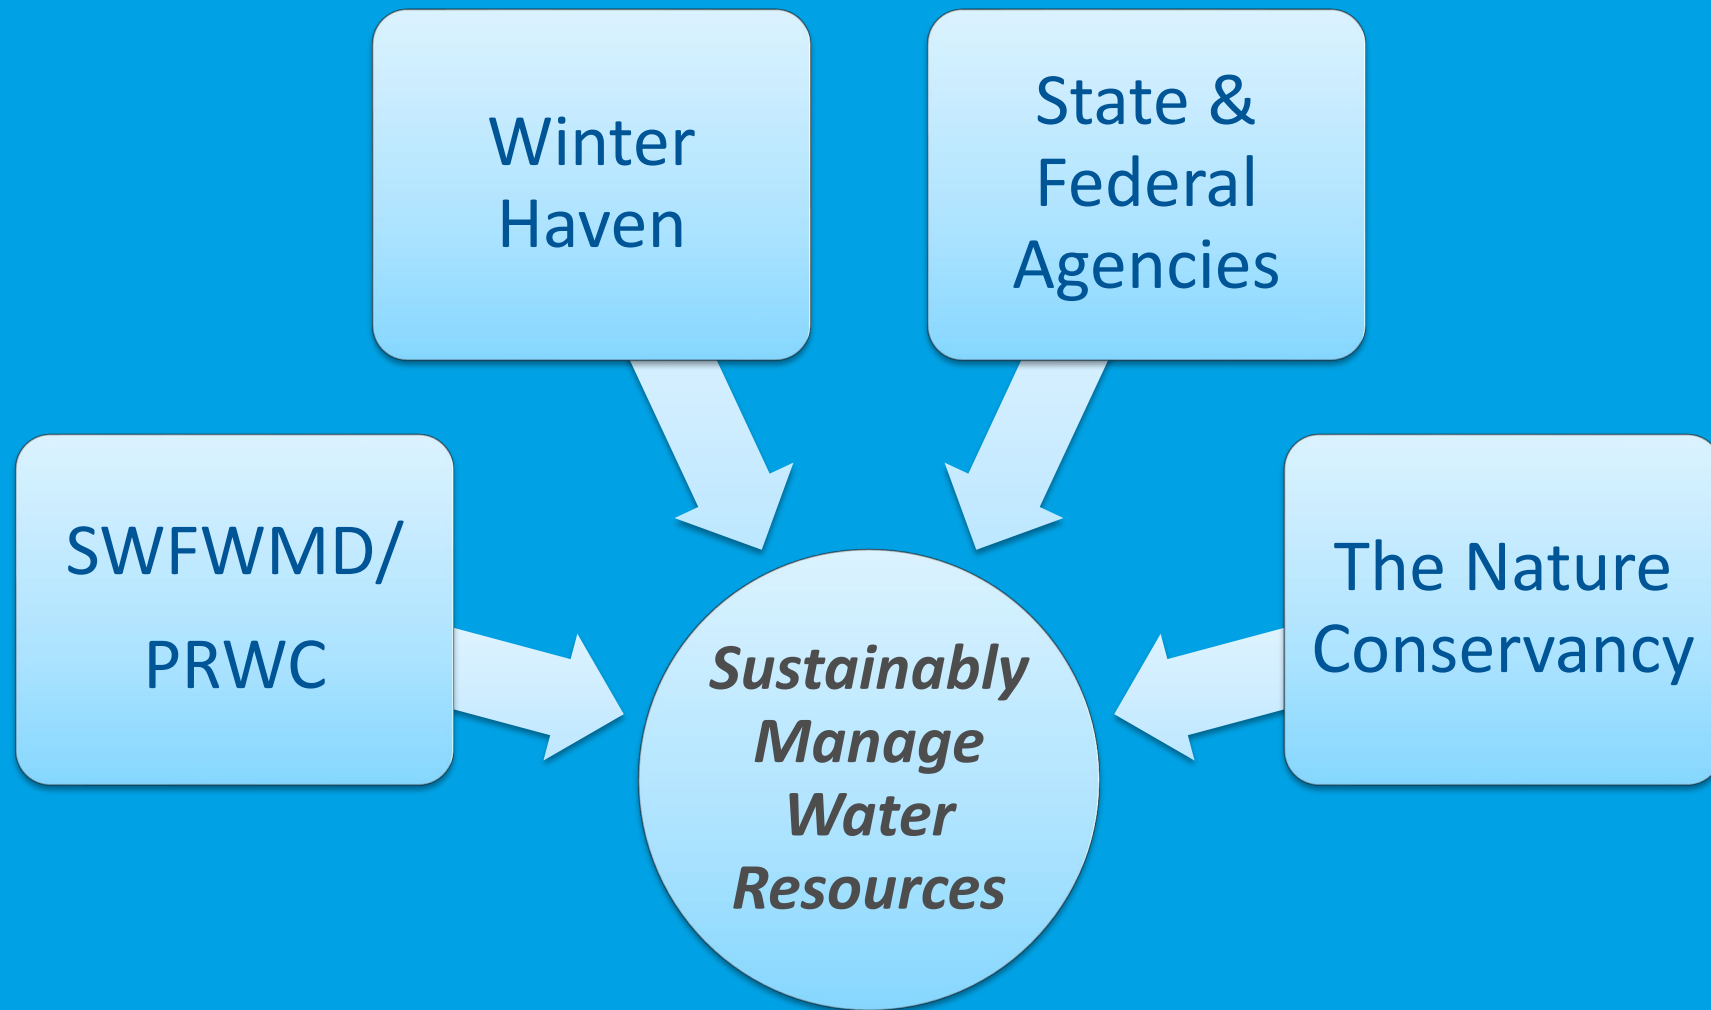 Winter
Haven
State &
Federal
Agencies
SWFWMD/
PRWC
The Nature
Conservancy
Sustainably
Manage
Water
Resources